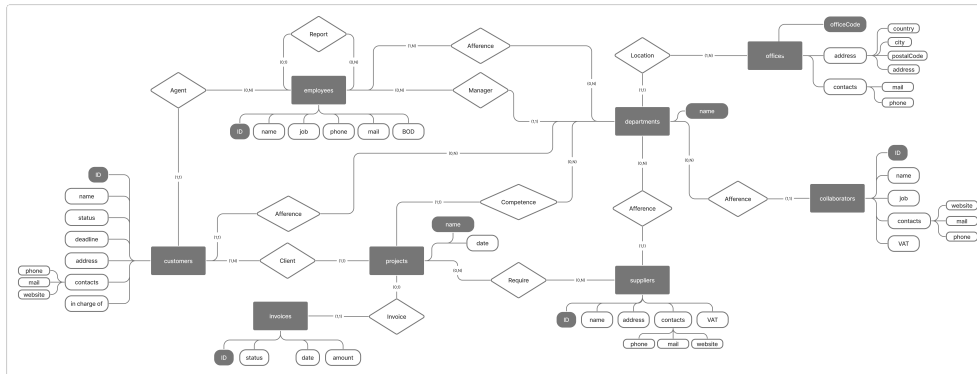 officeCode
country
Report
city
(1,N)
Afference
Location
(1,N)
offices
address
postalCode
address
(0,1)
(0,N)
contacts
mail
phone
Agent
(0,N)
employees
(0,N)
Manager
(0,N)
(1,1)
name
(1,1)
departments
ID
name
job
phone
mail
BOD
ID
(0,N)
(0,N)
(0,N)
(0,N)
name
ID
(1,1)
Competence
job
website
name
Afference
Afference
Afference
(1,1)
collaborators
contacts
mail
status
name
phone
deadline
(1,1)
date
(1,1)
VAT
address
customers
(1,N)
Client
(1,1)
projects
phone
(0,N)
Require
(0,N)
suppliers
mail
contacts
website
in charge of
invoices
(1,1)
Invoice
ID
name
address
contacts
VAT
phone
mail
website
ID
status
date
amount